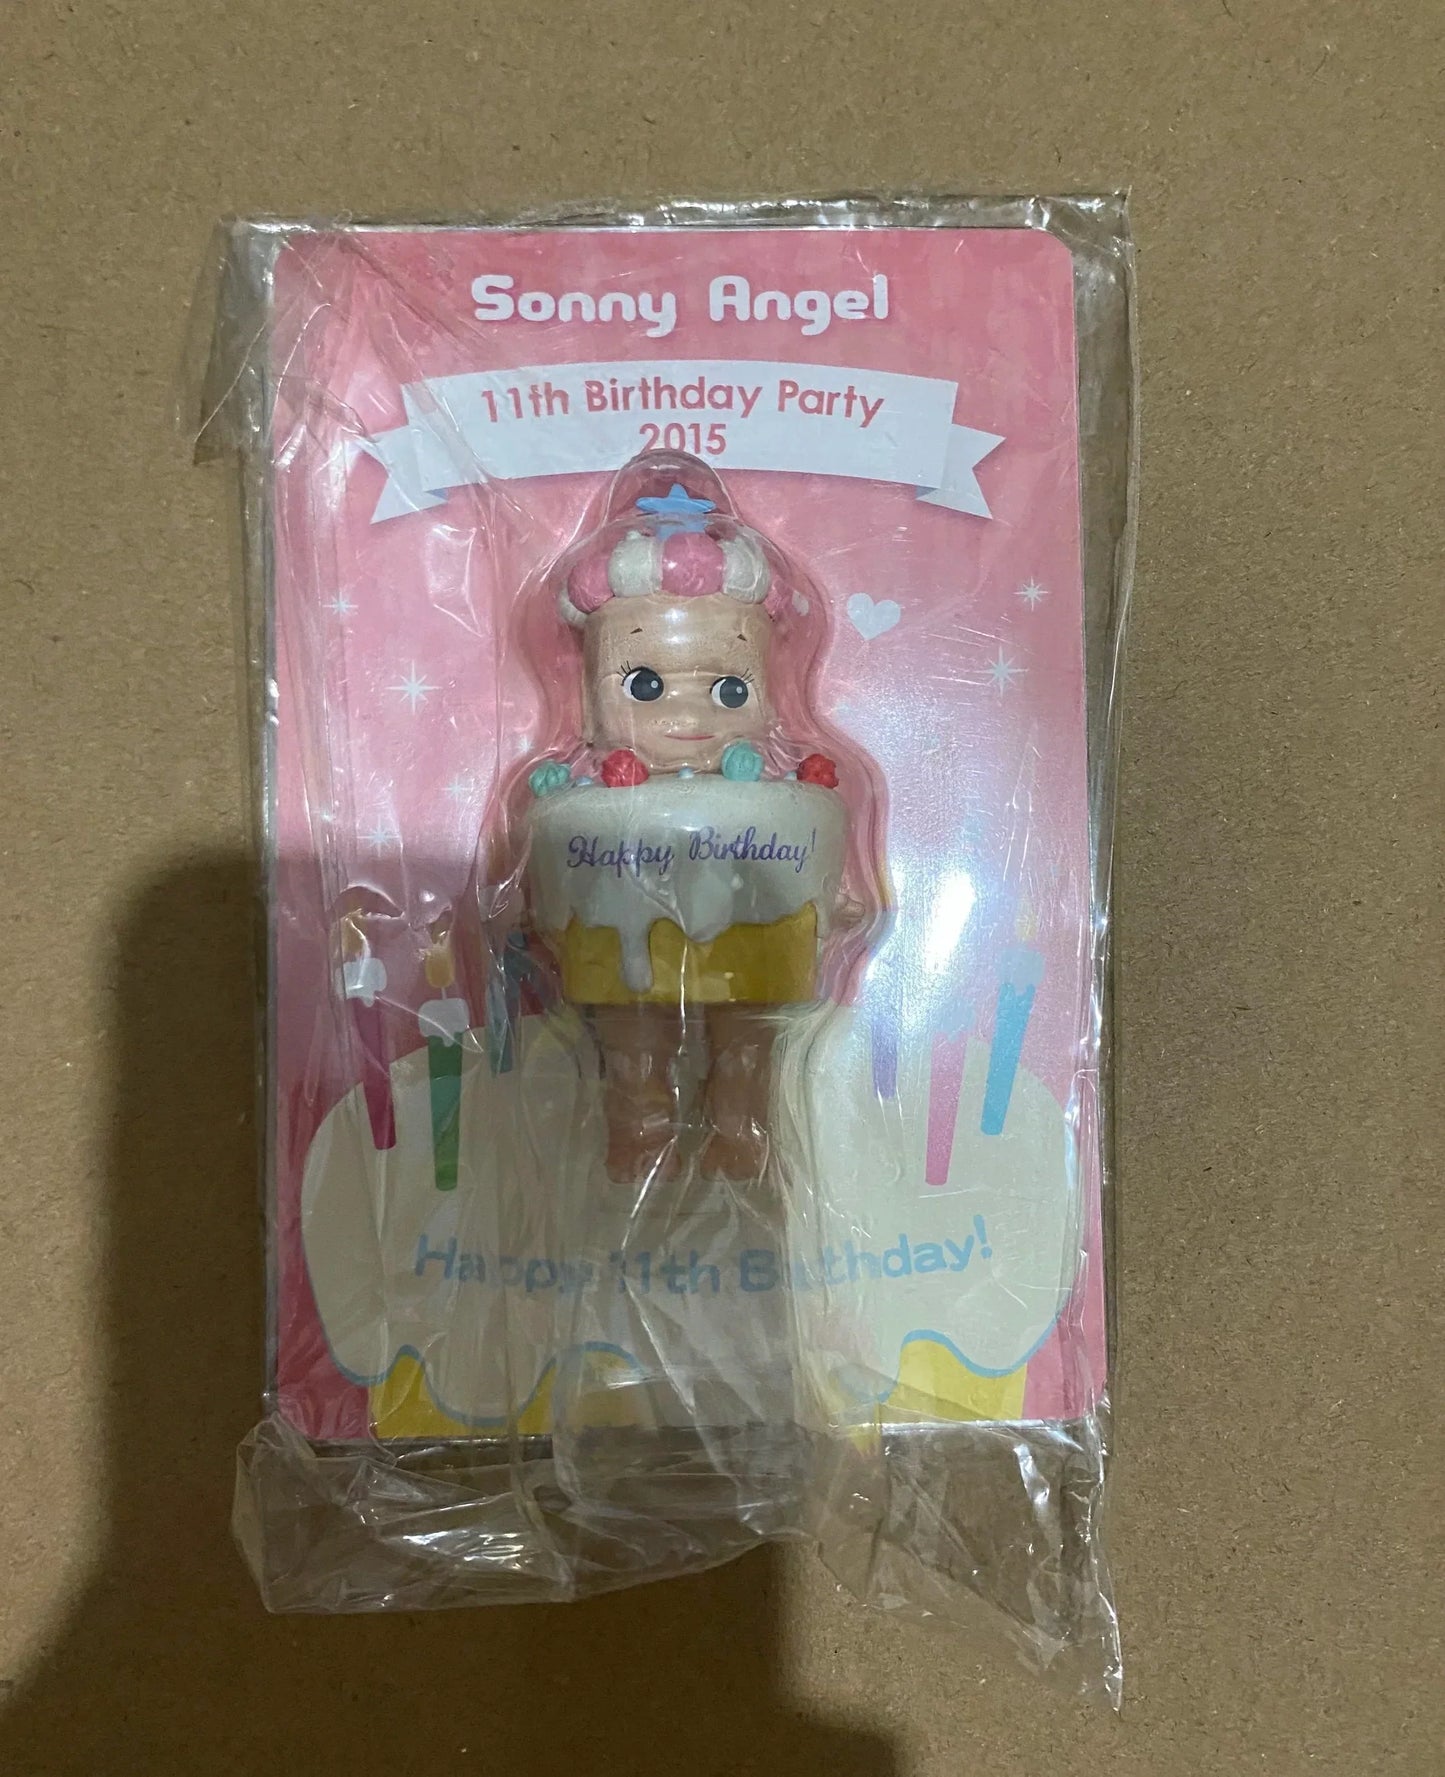 Sonny Angel
11th Birthday Party
2015
Happy Birthday!
Happy 11th Birthday!